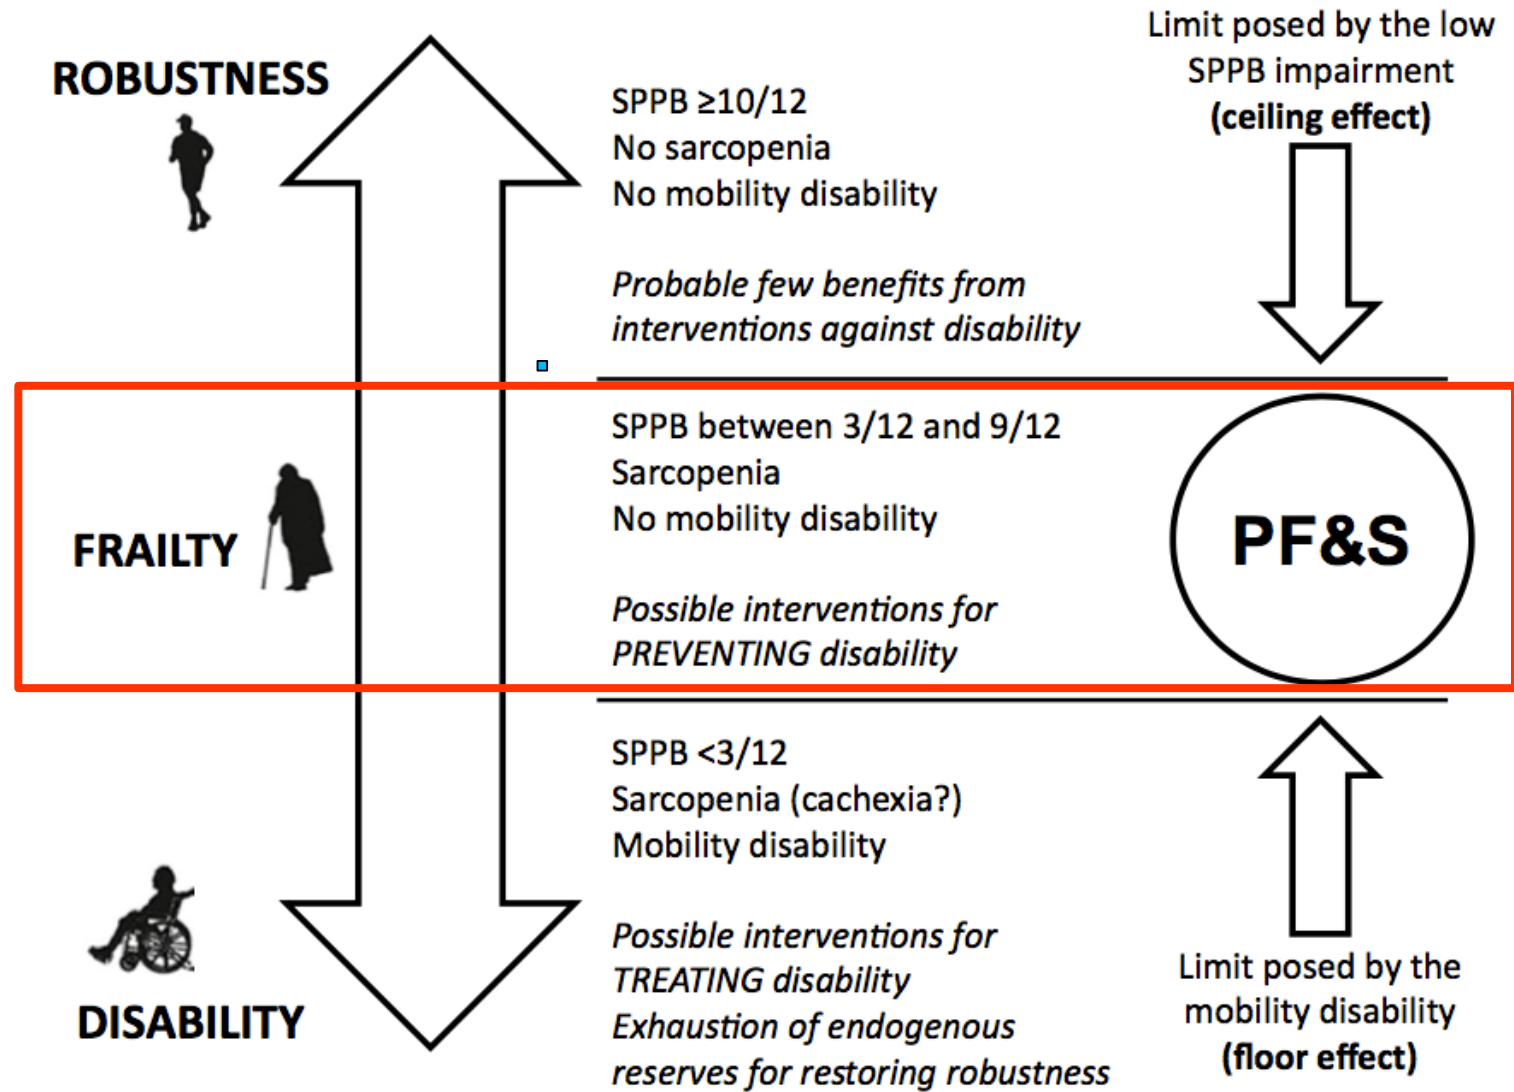 ROBUSTNESS
SPPB ≥10/12
No sarcopenia
No mobility disability
Probable few benefits from
interventions against disability
Limit posed by the low
SPPB impairment
(ceiling effect)
FRAILTY
SPPB between 3/12 and 9/12
Sarcopenia
No mobility disability
Possible interventions for
PREVENTING disability
PF&S
DISABILITY
SPPB <3/12
Sarcopenia (cachexia?)
Mobility disability
Possible interventions for
TREATING disability
Exhaustion of endogenous
reserves for restoring robustness
Limit posed by the
mobility disability
(floor effect)